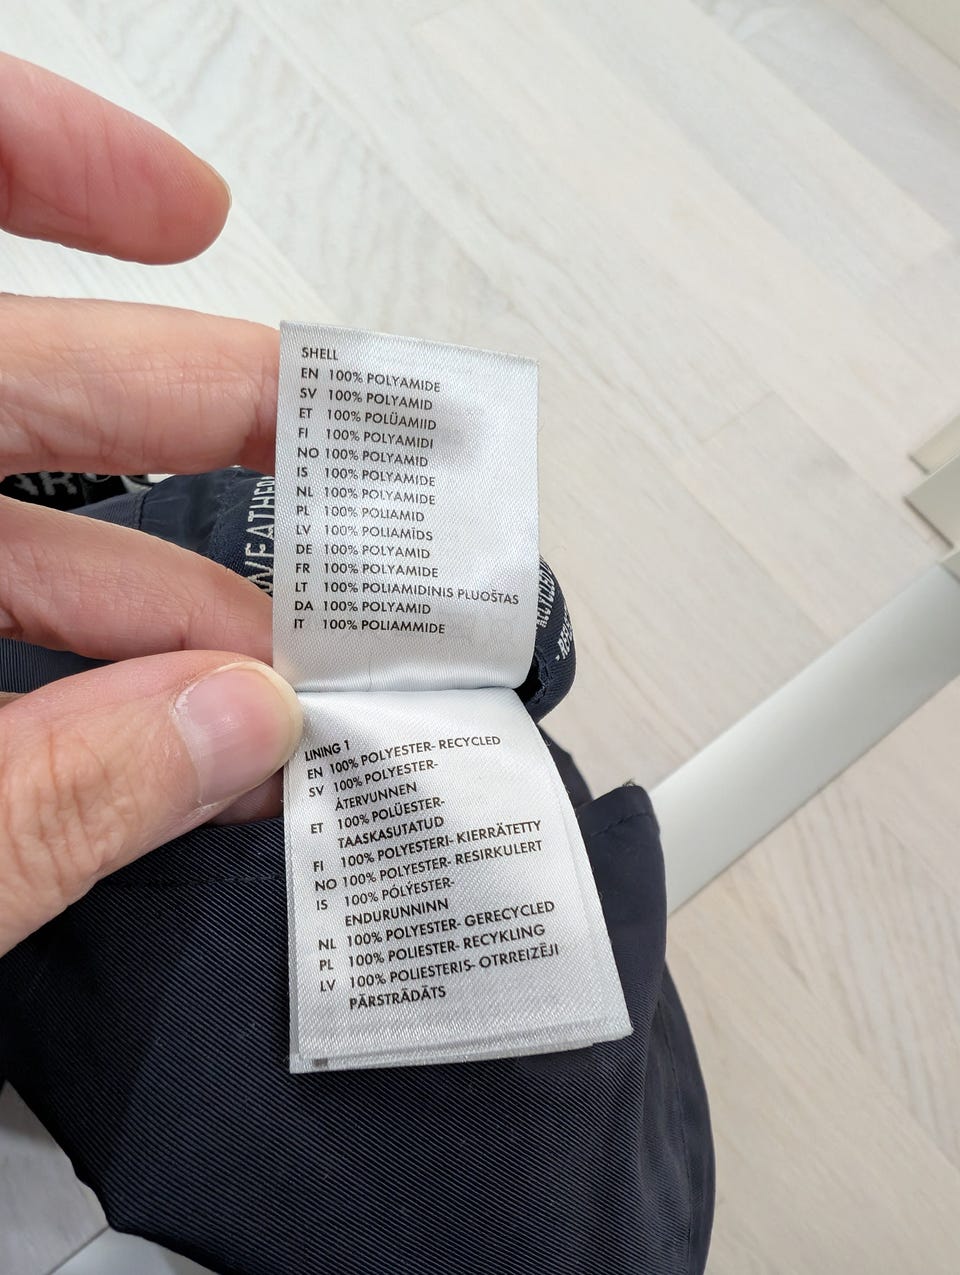 SHELL
EN 100% POLYAMIDE
SV 100% POLYAMID
ET 100% POLÜAMIID
FI 100% POLYAMIDI
NO 100% POLYAMID
IS 100% POLYAMIDE
NL 100% POLYAMIDE
PL 100% POLIAMID
LV 100% POLIAMĪDS
DE 100% POLYAMID
FR 100% POLYAMIDE
LT 100% POLIAMIDINIS PLUOŠTAS
DA 100% POLYAMID
IT 100% POLIAMMIDE
LINING 1
EN 100% POLYESTER- RECYCLED
SV 100% POLYESTER-
ÅTERVUNNEN
ET 100% POLÜESTER-
TAASKASUTATUD
FI 100% POLYESTERI- KIERRÄTETTY
NO 100% POLYESTER- RESIRKULERT
IS 100% PÓLÝESTER-
ENDURUNNINN
NL 100% POLYESTER- GERECYCLED
PL 100% POLIESTER- RECYKLING
LV 100% POLIESTERIS- OTRREIZĒJI
PĀRSTRĀDĀTS